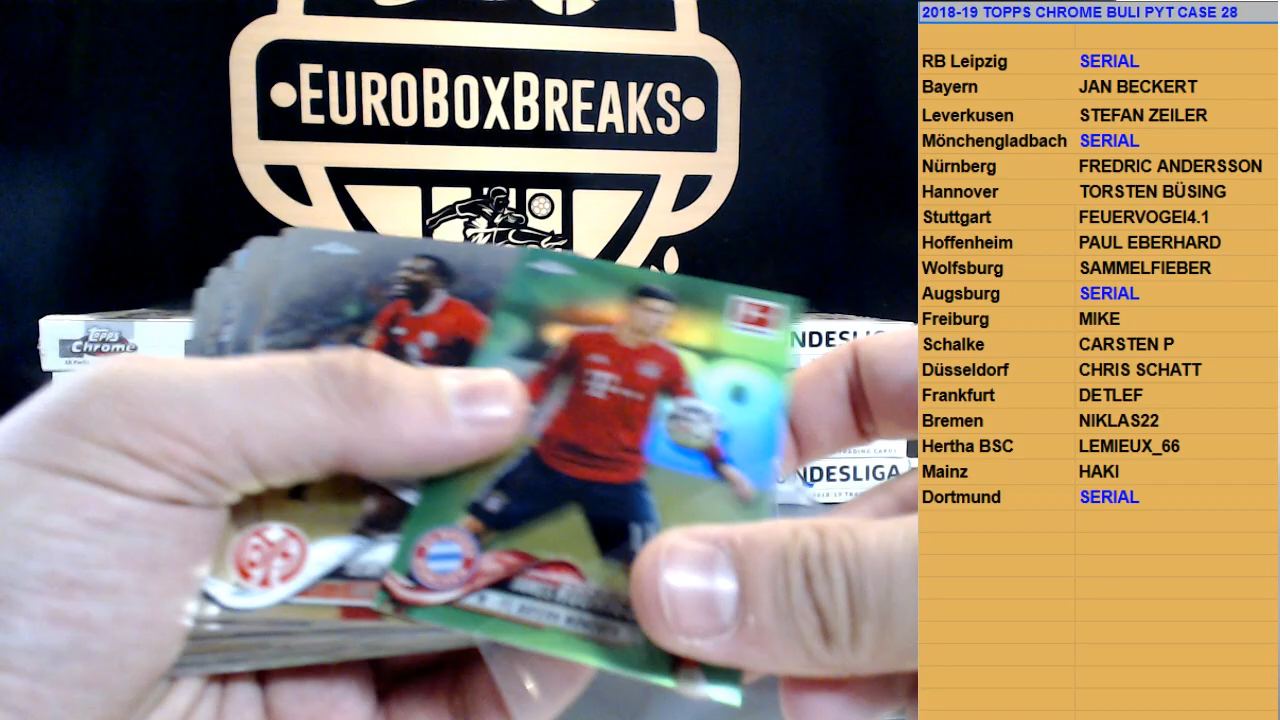 2018-19 TOPPS CHROME BULI PYT CASE 28
RB Leipzig SERIAL
Bayern JAN BECKERT
Leverkusen STEFAN ZEILER
Mönchengladbach SERIAL
Nürnberg FREDRIC ANDERSSON
Hannover TORSTEN BÜSING
Stuttgart FEUERVOGEl4.1
Hoffenheim PAUL EBERHARD
Wolfsburg SAMMELFIEBER
Augsburg SERIAL
Freiburg MIKE
Schalke CARSTEN P
Düsseldorf CHRIS SCHATT
Frankfurt DETLEF
Bremen NIKLAS22
Hertha BSC LEMIEUX_66
Mainz HAKI
Dortmund SERIAL
EUROBOXBREAKS
Topps
Chrome
NDESLIGA